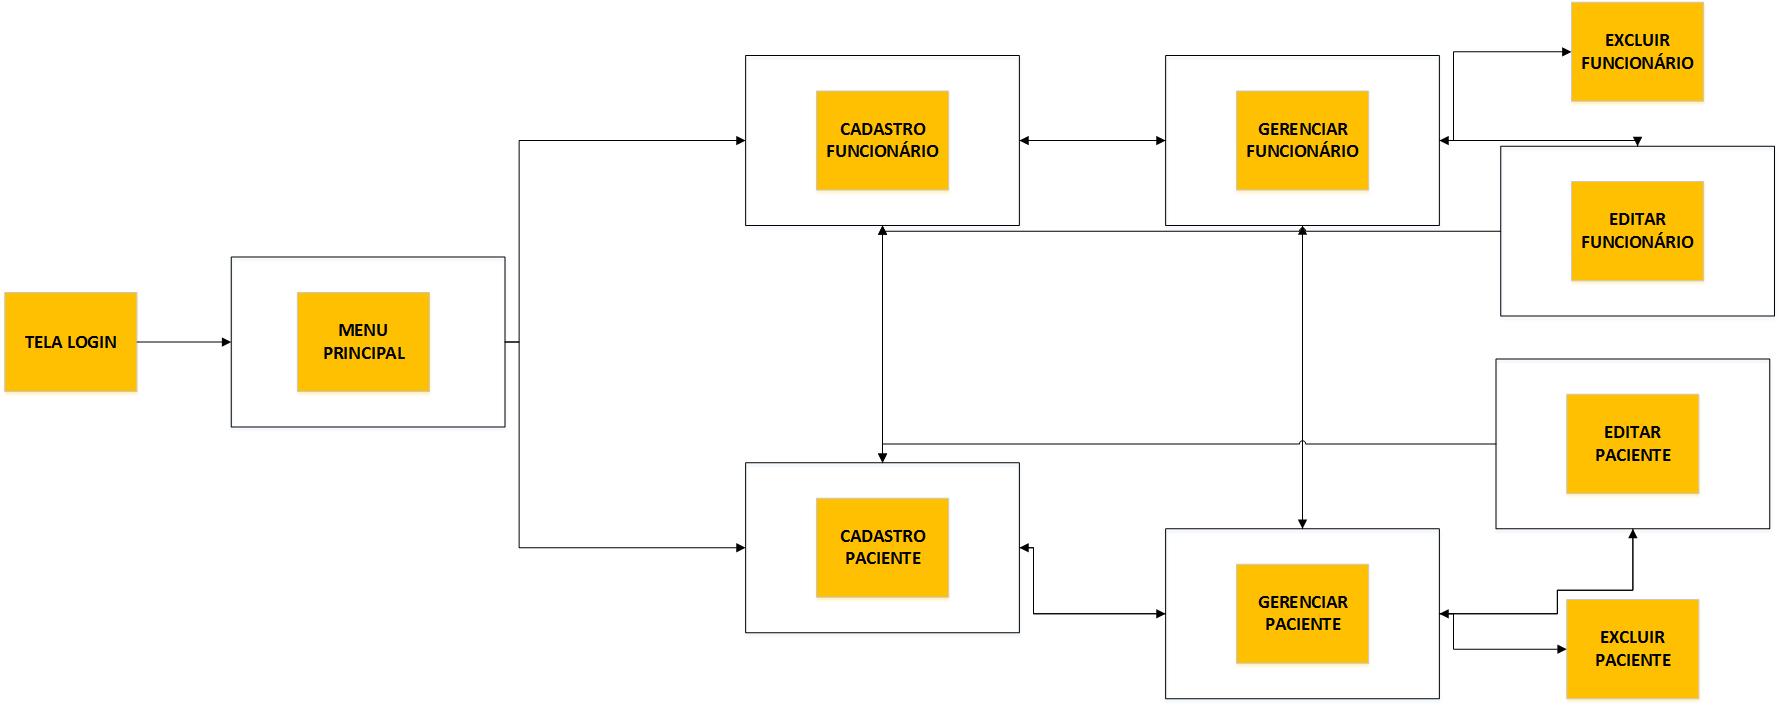 TELA LOGIN
MENU
PRINCIPAL
CADASTRO
FUNCIONÁRIO
GERENCIAR
FUNCIONÁRIO
EXCLUIR
FUNCIONÁRIO
EDITAR
FUNCIONÁRIO
CADASTRO
PACIENTE
GERENCIAR
PACIENTE
EDITAR
PACIENTE
EXCLUIR
PACIENTE